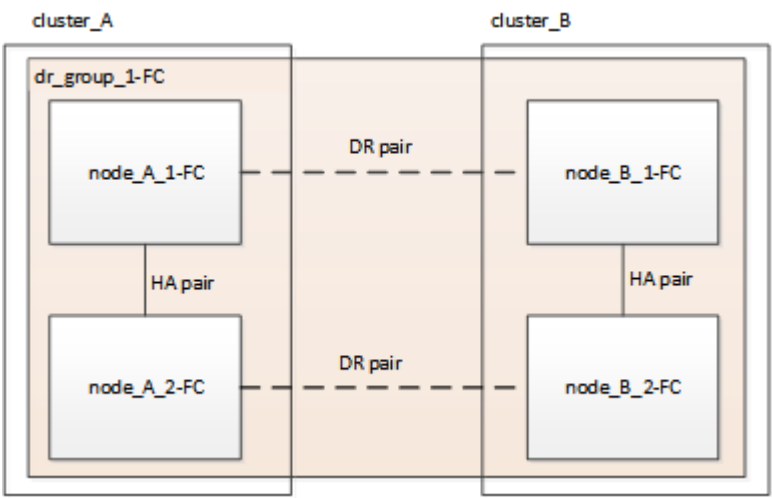 cluster_A
cluster_B
dr_group_1-FC
node_A_1-FC
DR pair
node_B_1-FC
HA pair
HA pair
node_A_2-FC
DR pair
node_B_2-FC